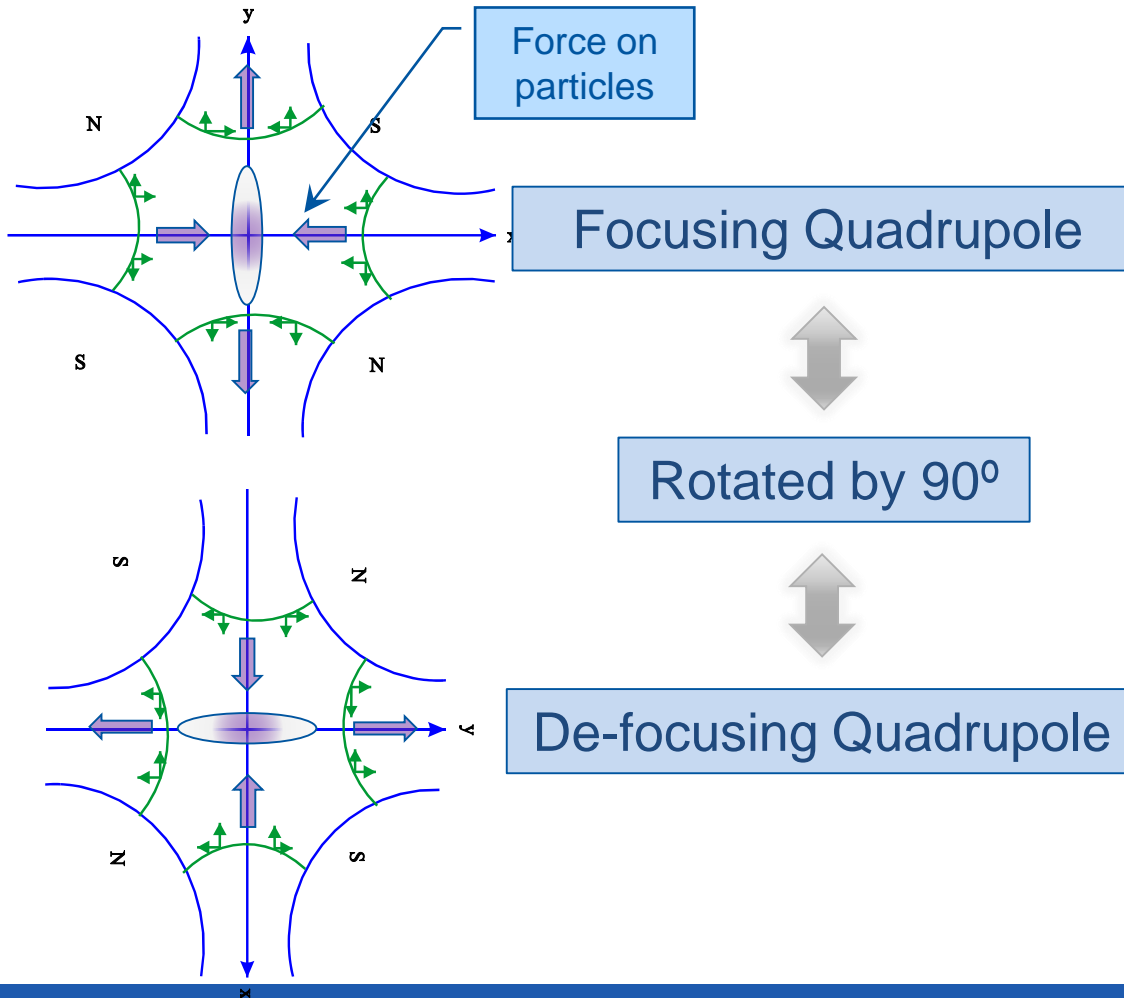 y
Force on
particles
N
S
x
Focusing Quadrupole
S
N
Rotated by 90º
S
N
y
De-focusing Quadrupole
N
S
x